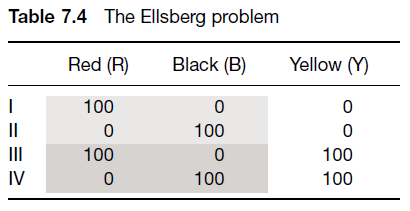 Table 7.4 The Ellsberg problem
Red (R) Black (B) Yellow (Y)
I 100 0 0
II 0 100 0
III 100 0 100
IV 0 100 100